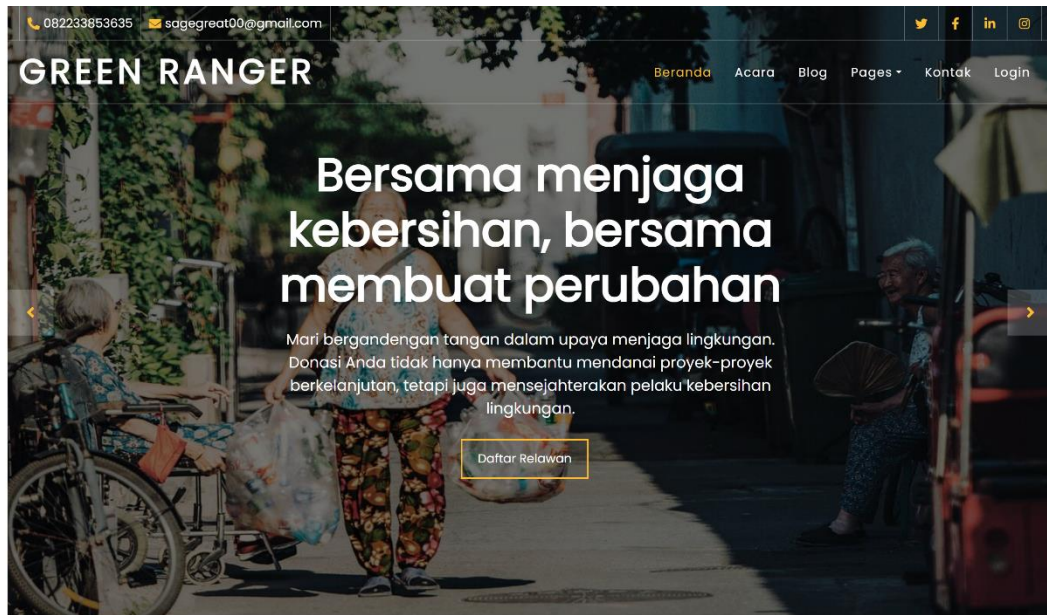 082233853635 sagegreat00@gmail.com
GREEN RANGER
Beranda Acara Blog Pages Kontak Login
Bersama menjaga
kebersihan, bersama
membuat perubahan
Mari bergandengan tangan dalam upaya menjaga lingkungan.
Donasi Anda tidak hanya membantu mendanai proyek-proyek
berkelanjutan, tetapi juga mensejahterakan pelaku kebersihan
lingkungan.
Daftar Relawan